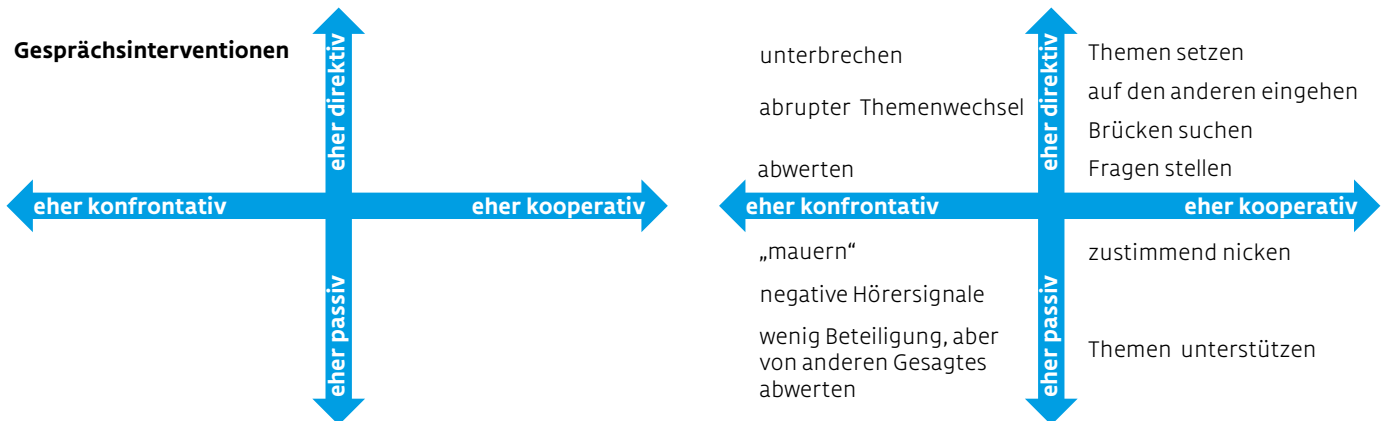 Gesprächsinterventionen
eher direktiv
eher konfrontativ
eher kooperativ
eher passiv
unterbrechen
abrupter Themenwechsel
abwerten
eher direktiv
Themen setzen
auf den anderen eingehen
Brücken suchen
Fragen stellen
eher konfrontativ
eher kooperativ
„mauern“
negative Hörersignale
wenig Beteiligung, aber
von anderen Gesagtes
abwerten
eher passiv
zustimmend nicken
Themen unterstützen